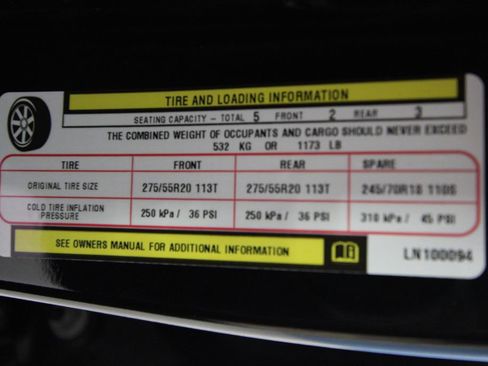 TIRE AND LOADING INFORMATION
SEATING CAPACITY - TOTAL 5 FRONT 2 REAR 3
THE COMBINED WEIGHT OF OCCUPANTS AND CARGO SHOULD NEVER EXCEED
532 KG OR 1173 LB
TIRE FRONT REAR SPARE
ORIGINAL TIRE SIZE 275/55R20 113T 275/55R20 113T 245/70R18 110S
COLD TIRE INFLATION
PRESSURE 250 kPa / 36 PSI 250 kPa / 36 PSI 310 kPa / 45 PSI
SEE OWNERS MANUAL FOR ADDITIONAL INFORMATION
LN100094